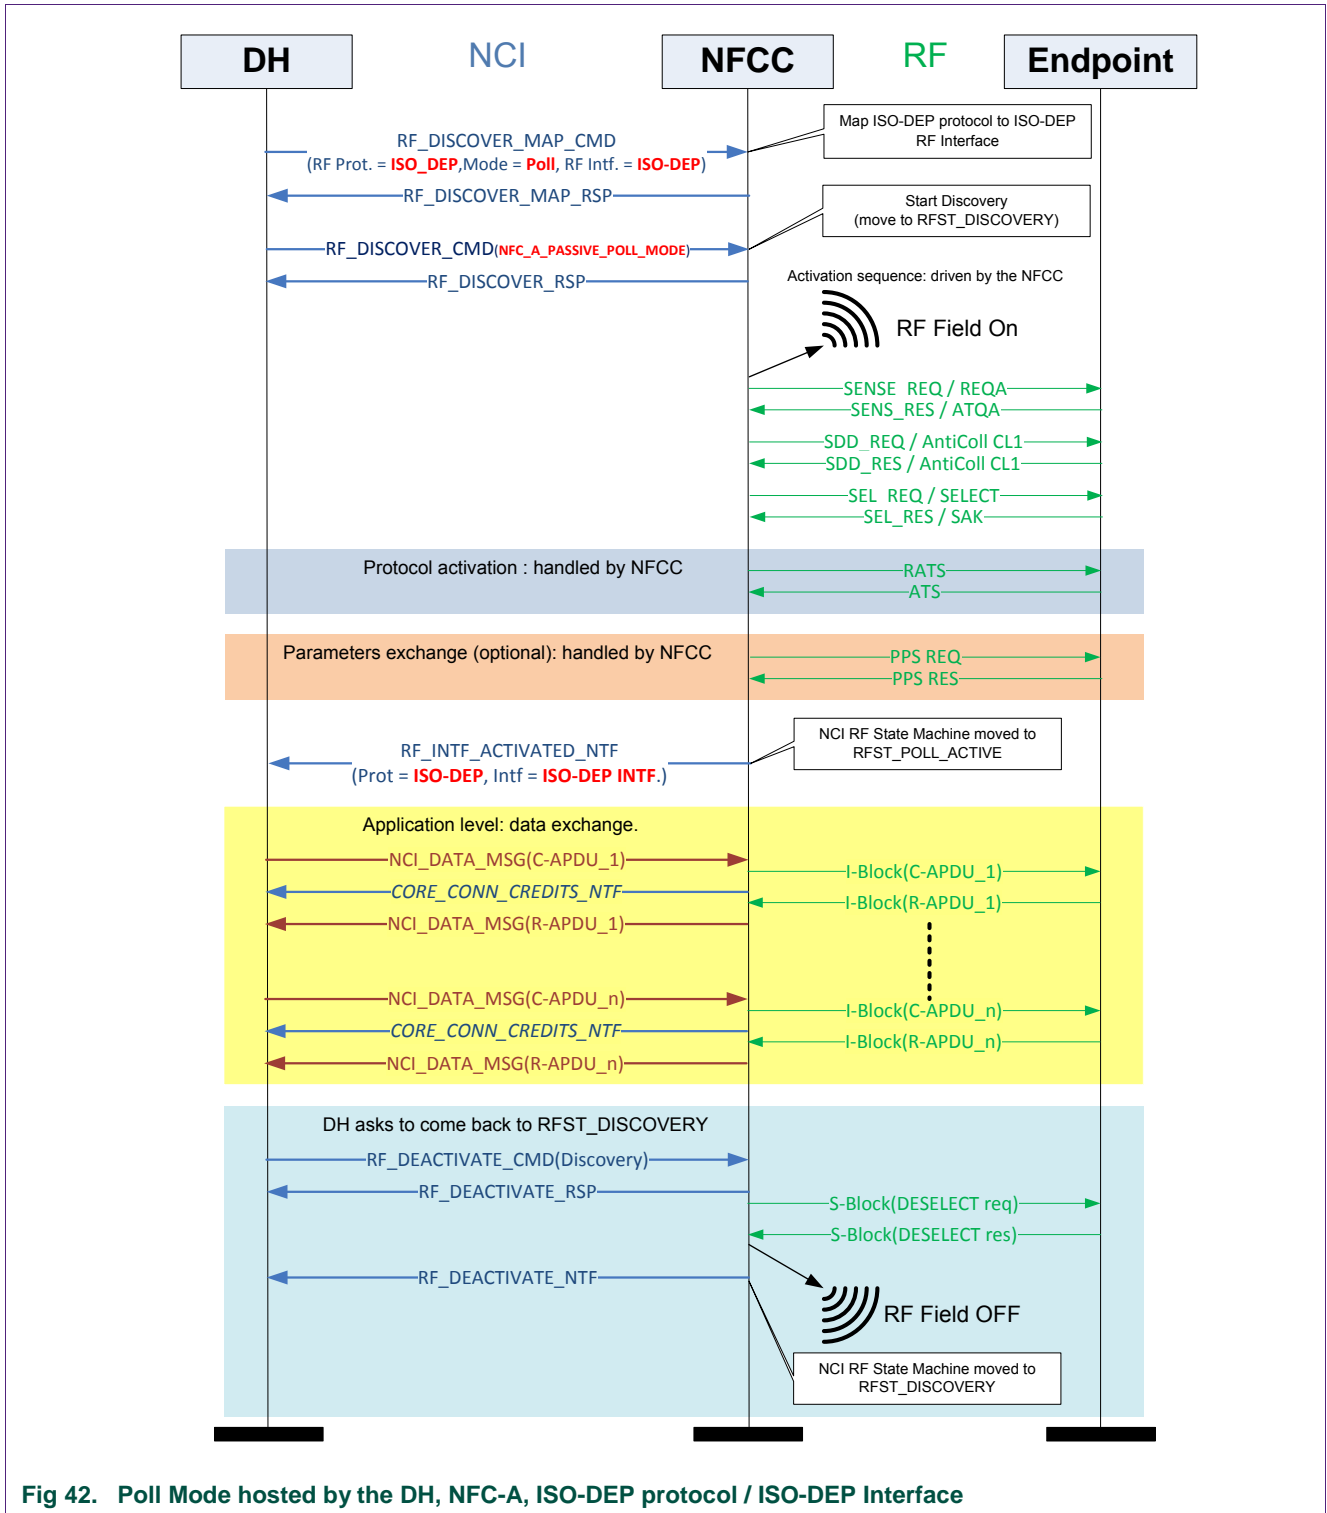 DH
NCI
NFCC
RF
Endpoint
Map ISO-DEP protocol to ISO-DEP
RF Interface
RF_DISCOVER_MAP_CMD
(RF Prot. = ISO_DEP,Mode = Poll, RF Intf. = ISO-DEP)
RF_DISCOVER_MAP_RSP
Start Discovery
(move to RFST_DISCOVERY)
RF_DISCOVER_CMD(NFC_A_PASSIVE_POLL_MODE)
RF_DISCOVER_RSP
Activation sequence: driven by the NFCC
RF Field On
SENSE_REQ / REQA
SENS_RES / ATQA
SDD_REQ / AntiColl CL1
SDD_RES / AntiColl CL1
SEL_REQ / SELECT
SEL_RES / SAK
Protocol activation : handled by NFCC
RATS
ATS
Parameters exchange (optional): handled by NFCC
PPS REQ
PPS RES
NCI RF State Machine moved to
RFST_POLL_ACTIVE
RF_INTF_ACTIVATED_NTF
(Prot = ISO-DEP, Intf = ISO-DEP INTF.)
Application level: data exchange.
NCI_DATA_MSG(C-APDU_1)
I-Block(C-APDU_1)
CORE_CONN_CREDITS_NTF
I-Block(R-APDU_1)
NCI_DATA_MSG(R-APDU_1)
NCI_DATA_MSG(C-APDU_n)
I-Block(C-APDU_n)
CORE_CONN_CREDITS_NTF
I-Block(R-APDU_n)
NCI_DATA_MSG(R-APDU_n)
DH asks to come back to RFST_DISCOVERY
RF_DEACTIVATE_CMD(Discovery)
RF_DEACTIVATE_RSP
S-Block(DESELECT req)
S-Block(DESELECT res)
RF_DEACTIVATE_NTF
RF Field OFF
NCI RF State Machine moved to
RFST_DISCOVERY
Fig 42. Poll Mode hosted by the DH, NFC-A, ISO-DEP protocol / ISO-DEP Interface